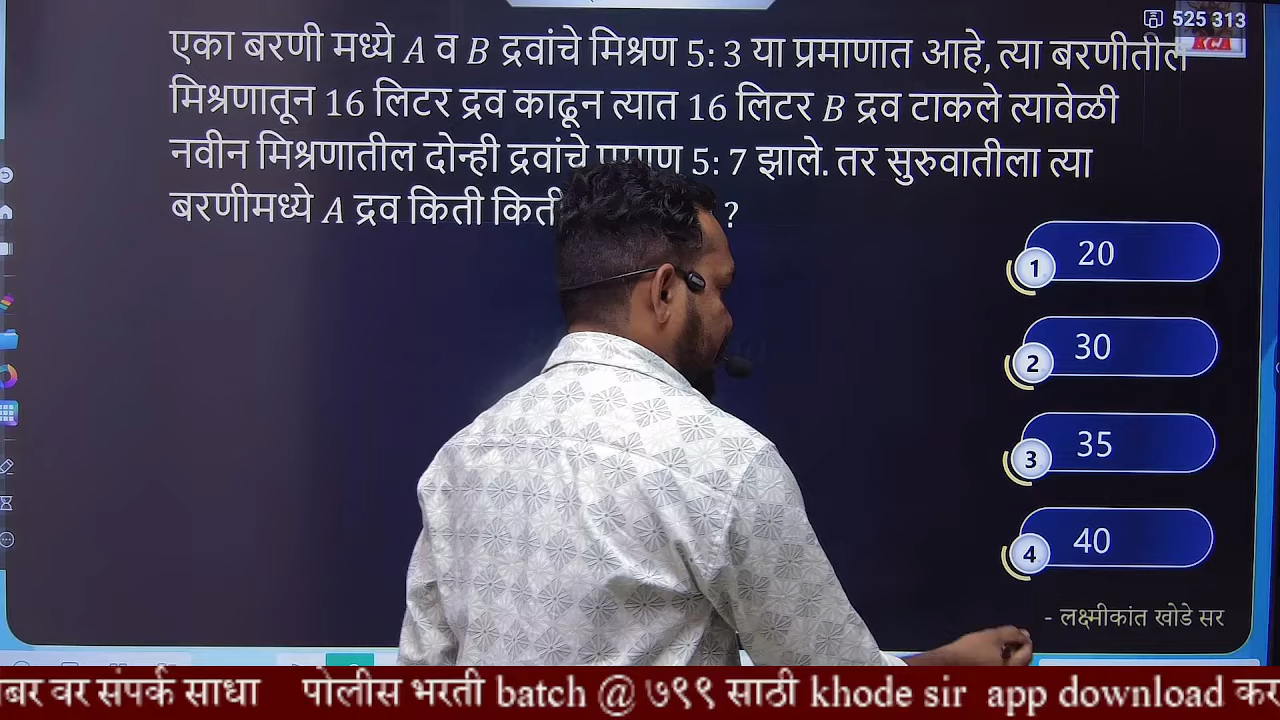 525 313
KCA
एका बरणी मध्ये A व B द्रवांचे मिश्रण 5: 3 या प्रमाणात आहे, त्या बरणीतील
मिश्रणातून 16 लिटर द्रव काढून त्यात 16 लिटर B द्रव टाकले त्यावेळी
नवीन मिश्रणातील दोन्ही द्रवांचे 5: 7 झाले. तर सुरुवातीला त्या
बरणीमध्ये A द्रव किती ?
1 20
2 30
3 35
4 40
- लक्ष्मीकांत खोडे सर
वर संपर्क साधा पोलीस भरती batch @ ७९९ साठी khode sir app download